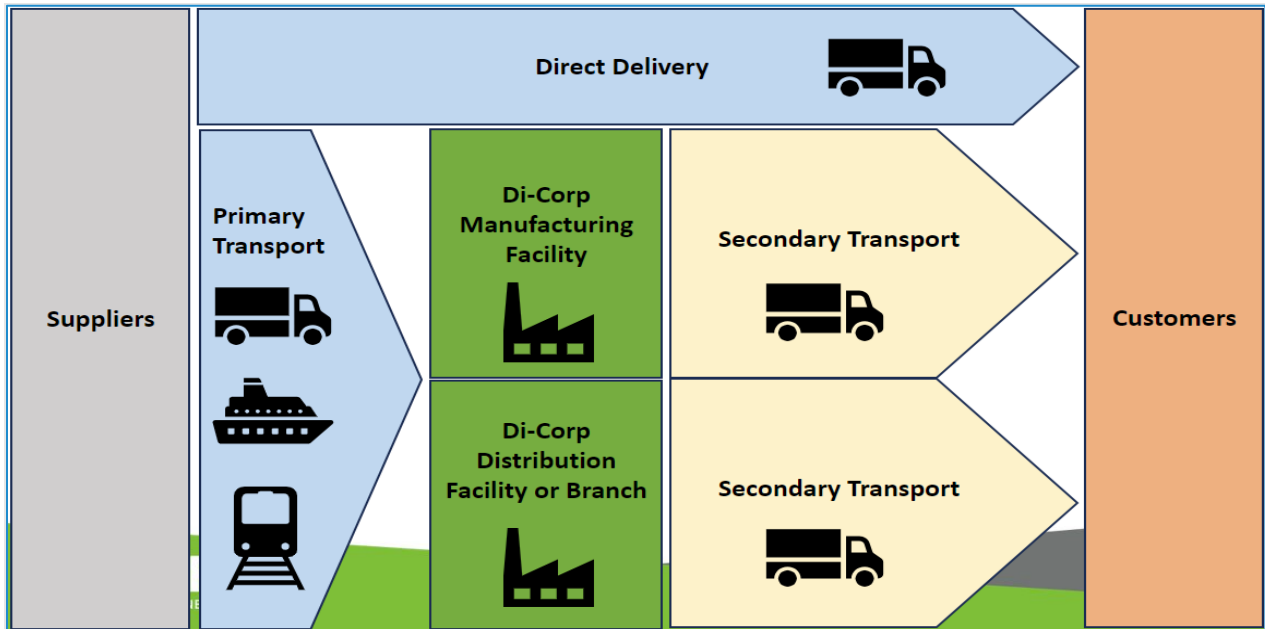 Direct Delivery
Suppliers
Primary
Transport
Di-Corp
Manufacturing
Facility
Secondary Transport
Customers
Di-Corp
Distribution
Facility or Branch
Secondary Transport